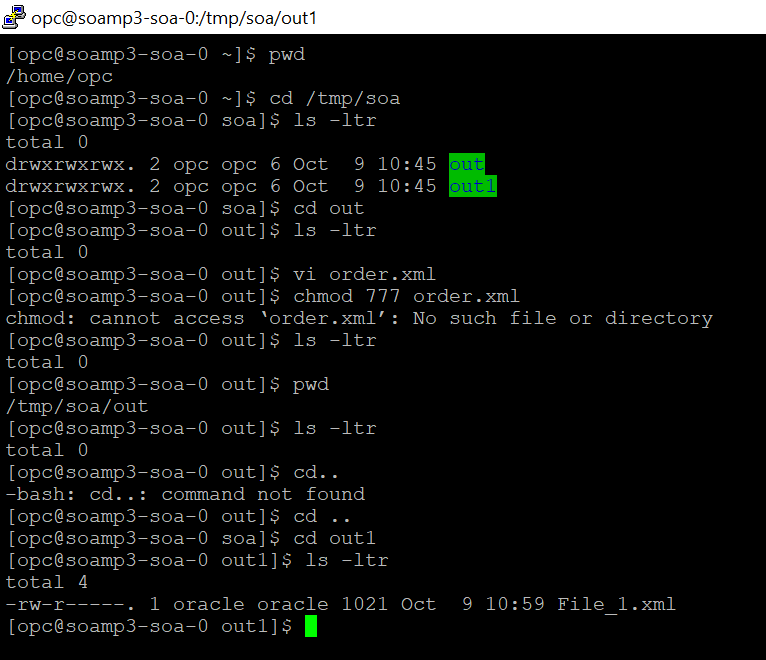 opc@soamp3-soa-0:/tmp/soa/out1
[opc@soamp3-soa-0 ~]$ pwd
/home/opc
[opc@soamp3-soa-0 ~]$ cd /tmp/soa
[opc@soamp3-soa-0 soa]$ ls -ltr
total 0
drwxrwxrwx. 2 opc opc 6 Oct  9 10:45 out
drwxrwxrwx. 2 opc opc 6 Oct  9 10:45 out1
[opc@soamp3-soa-0 soa]$ cd out
[opc@soamp3-soa-0 out]$ ls -ltr
total 0
[opc@soamp3-soa-0 out]$ vi order.xml
[opc@soamp3-soa-0 out]$ chmod 777 order.xml
chmod: cannot access ‘order.xml’: No such file or directory
[opc@soamp3-soa-0 out]$ ls -ltr
total 0
[opc@soamp3-soa-0 out]$ pwd
/tmp/soa/out
[opc@soamp3-soa-0 out]$ ls -ltr
total 0
[opc@soamp3-soa-0 out]$ cd..
-bash: cd..: command not found
[opc@soamp3-soa-0 out]$ cd ..
[opc@soamp3-soa-0 soa]$ cd out1
[opc@soamp3-soa-0 out1]$ ls -ltr
total 4
-rw-r-----. 1 oracle oracle 1021 Oct  9 10:59 File_1.xml
[opc@soamp3-soa-0 out1]$